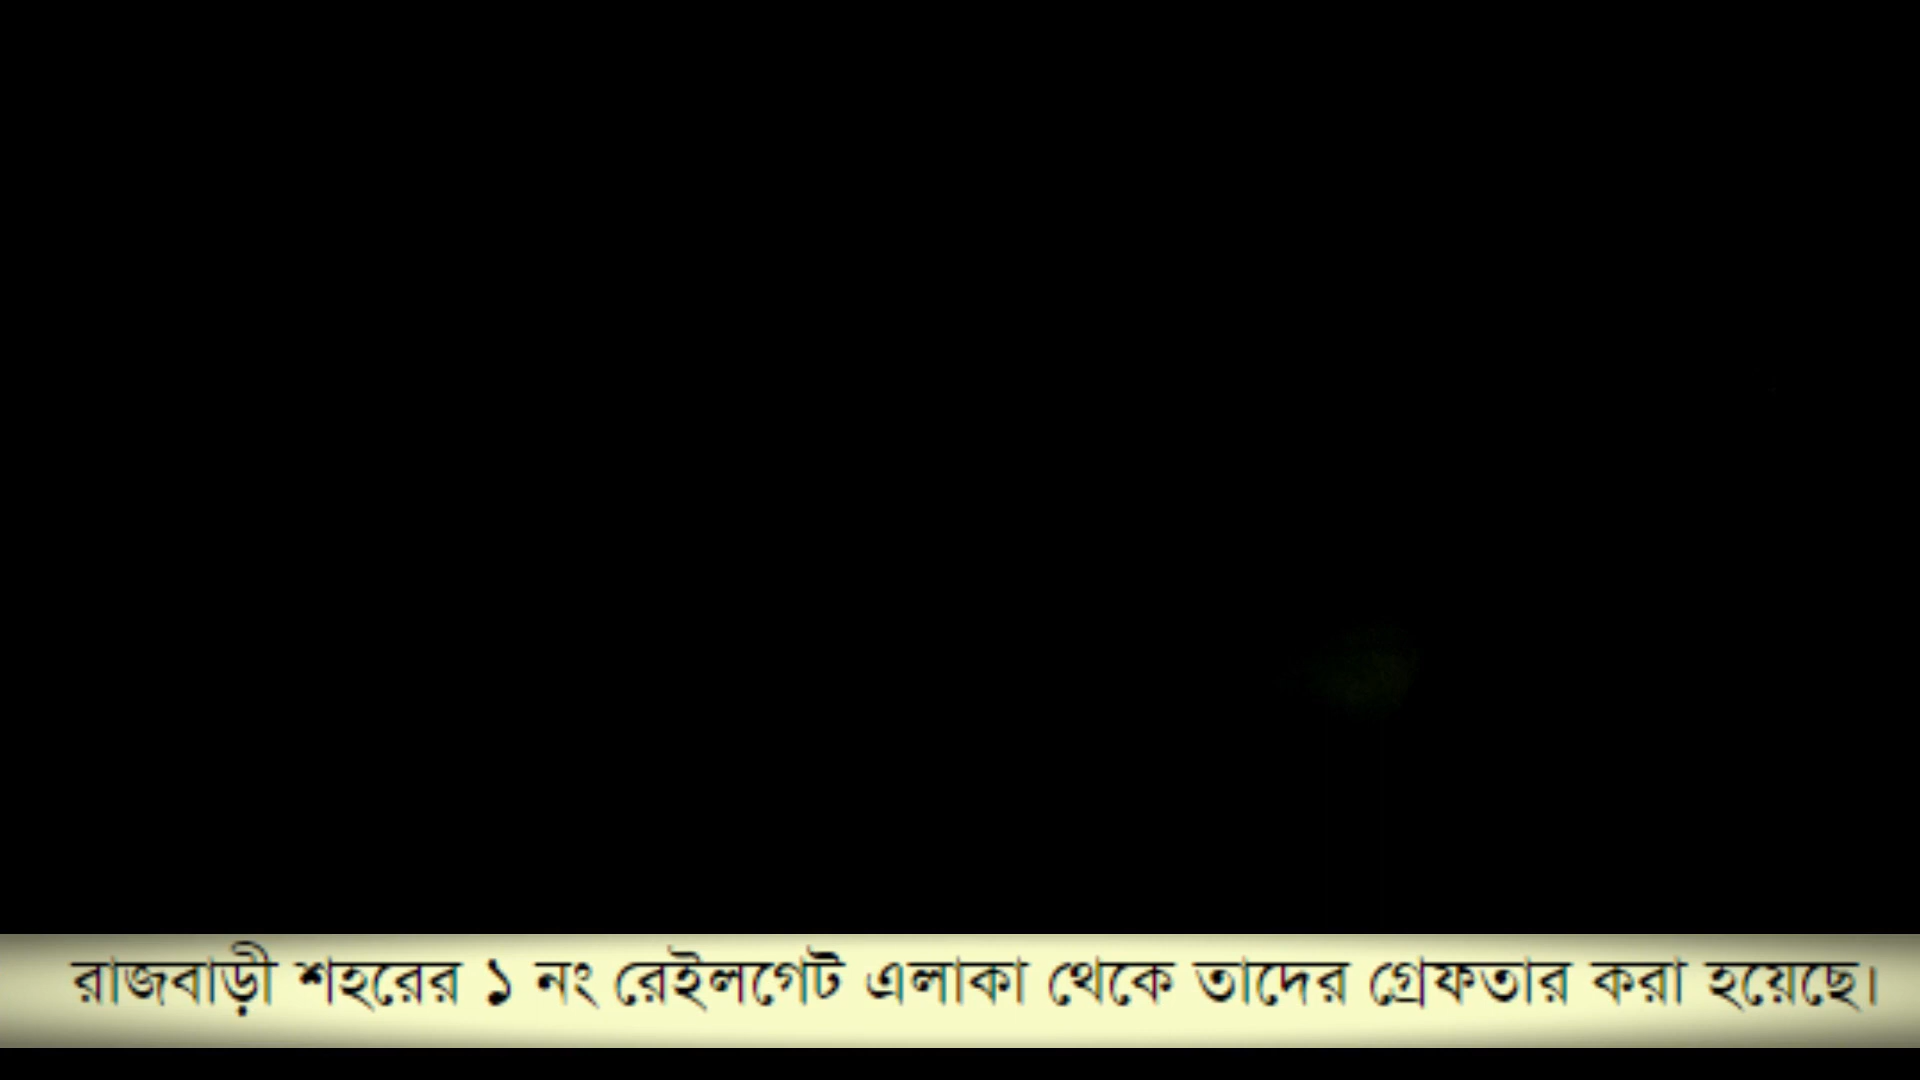 রাজবাড়ী শহরের ১ নং রেইলগেট এলাকা থেকে তাদের গ্রেফতার করা হয়েছে।